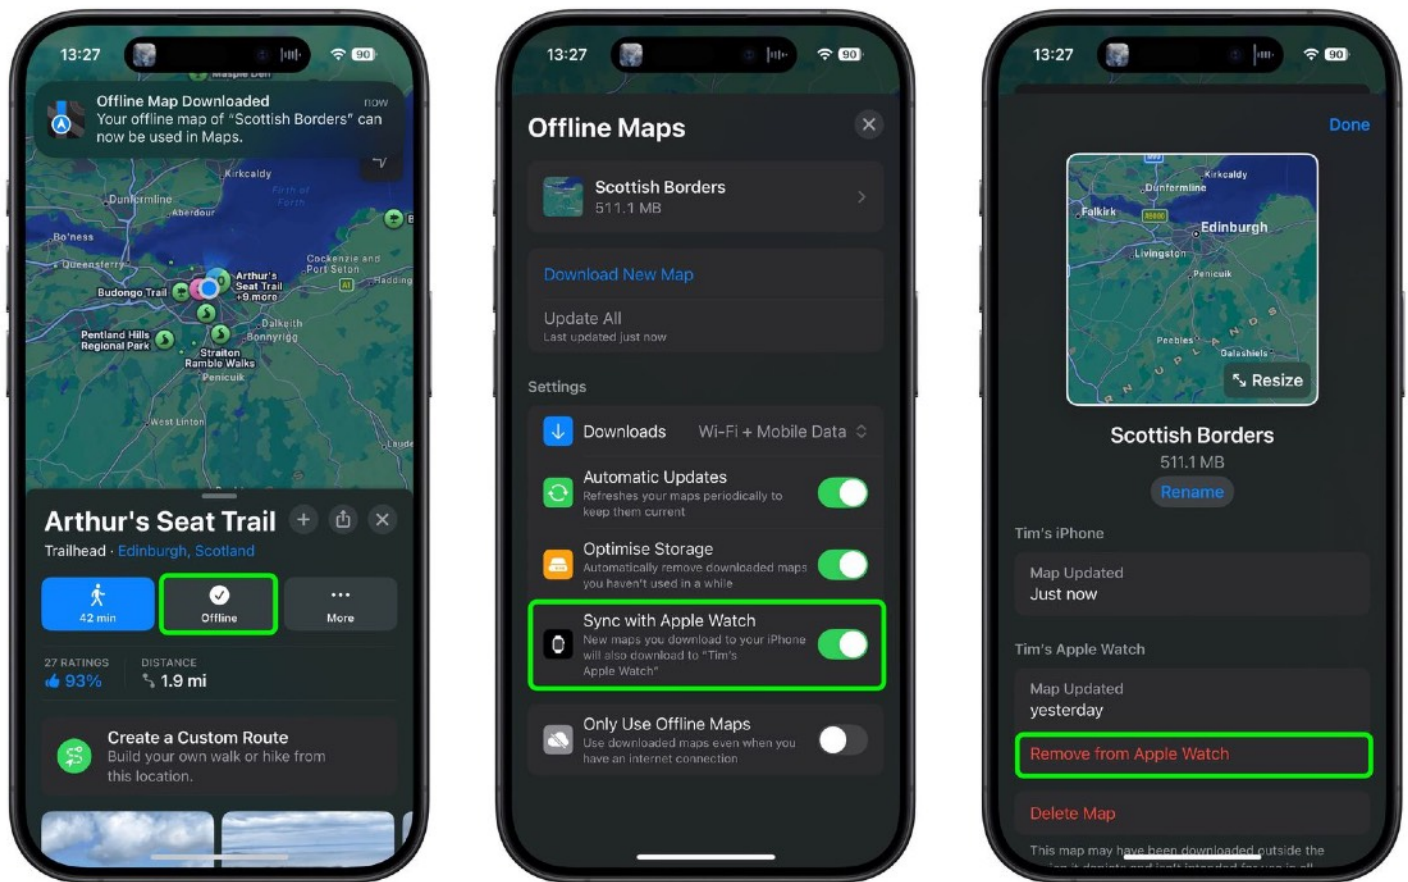 13:27
90
Maspie Den
Offline Map Downloaded
now
Your offline map of "Scottish Borders" can
now be used in Maps.
Kirkcaldy
Firth of
Forth
Dunfermline
Aberdour
Bo'ness
Queensferry
Cockenzie and
Port Seton
Arthur's
Seat Trail
+9 more
Budongo Trail
A1
Hadding
Dalkeith
Pentland Hills
Regional Park
Bonnyrigg
Straiton
Ramble Walks
Penicuik
West Linton
Laude
Arthur's Seat Trail
Trailhead · Edinburgh, Scotland
42 min
Offline
More
27 RATINGS
DISTANCE
93%
1.9 mi
Create a Custom Route
Build your own walk or hike from
this location.
13:27
90
Offline Maps
Scottish Borders
511.1 MB
Download New Map
Update All
Last updated just now
Settings
Downloads
Wi-Fi + Mobile Data
Automatic Updates
Refreshes your maps periodically to
keep them current
Optimise Storage
Automatically remove downloaded maps
you haven't used in a while
Sync with Apple Watch
New maps you download to your iPhone
will also download to "Tim's
Apple Watch"
Only Use Offline Maps
Use downloaded maps even when you
have an internet connection
13:27
90
Done
Kirkcaldy
Dunfermline
Falkirk
Edinburgh
Livingston
Penicuik
Peebles
Galashiels
RN UPLANDS
Resize
Scottish Borders
511.1 MB
Rename
Tim's iPhone
Map Updated
Just now
Tim's Apple Watch
Map Updated
yesterday
Remove from Apple Watch
Delete Map
This map may have been downloaded outside the